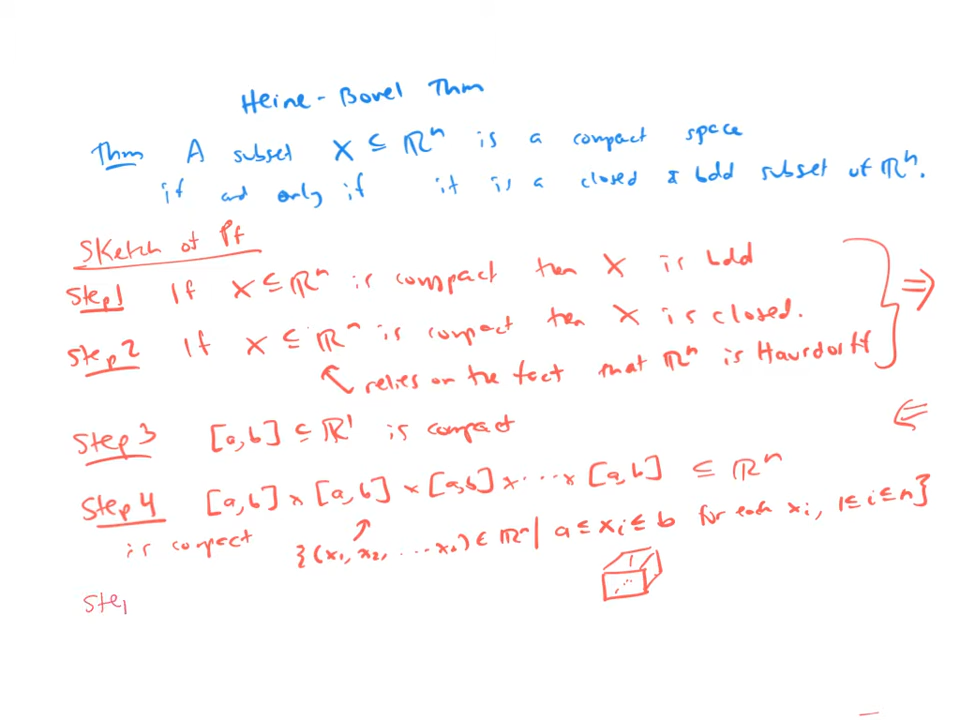 Heine-Borel Thm
Thm A subset X ⊆ ℝⁿ is a compact space
if and only if it is a closed & bdd subset of ℝⁿ.
Sketch of Pf
Step 1 If X ⊆ ℝⁿ is compact then X is bdd
Step 2 If X ⊆ ℝⁿ is compact then X is closed.
↖ relies on the fact that ℝⁿ is Hausdorff
⇒
Step 3 [a,b] ⊆ ℝ¹ is compact
⇐
Step 4 [a,b] × [a,b] × [a,b] × ... × [a,b] ⊆ ℝⁿ
is compact {(x₁, x₂, ... xₙ) ∈ ℝⁿ | a ≤ xᵢ ≤ b for each xᵢ, 1 ≤ i ≤ n}
Step